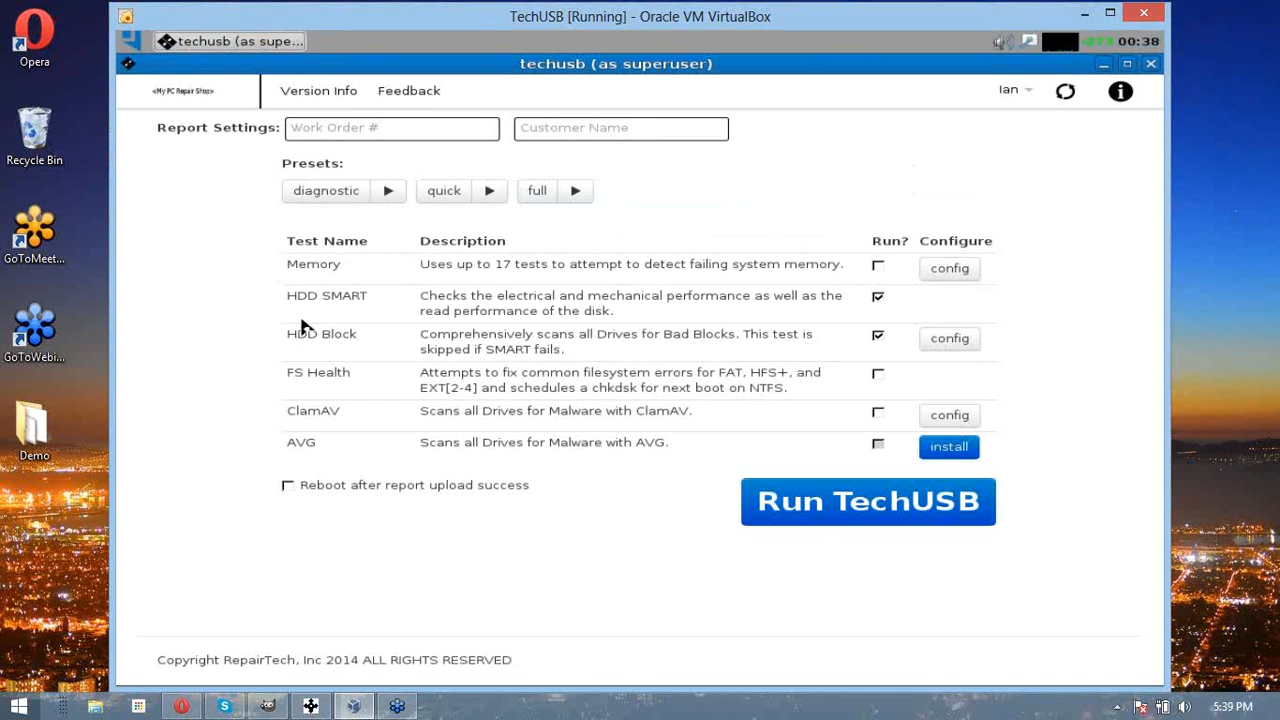 TechUSB [Running] - Oracle VM VirtualBox
techusb (as supe...
00:38
techusb (as superuser)
<My PC Repair Shop>
Version Info
Feedback
Ian
Report Settings:
Work Order #
Customer Name
Presets:
diagnostic
quick
full
Test Name
Description
Run?
Configure
Memory
Uses up to 17 tests to attempt to detect failing system memory.
config
HDD SMART
Checks the electrical and mechanical performance as well as the
read performance of the disk.
HDD Block
Comprehensively scans all Drives for Bad Blocks. This test is
skipped if SMART fails.
config
FS Health
Attempts to fix common filesystem errors for FAT, HFS+, and
EXT[2-4] and schedules a chkdsk for next boot on NTFS.
ClamAV
Scans all Drives for Malware with ClamAV.
config
AVG
Scans all Drives for Malware with AVG.
install
Reboot after report upload success
Run TechUSB
Copyright RepairTech, Inc 2014 ALL RIGHTS RESERVED
Opera
Recycle Bin
GoToMeet...
GoToWebi...
Demo
5:39 PM